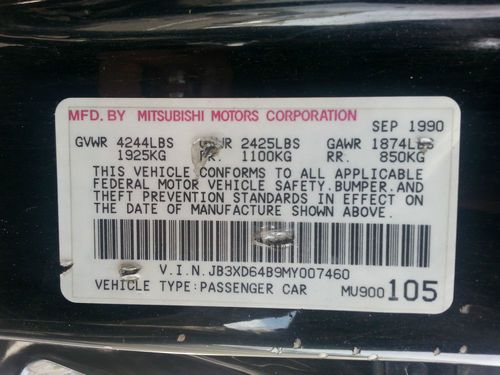 MFD. BY MITSUBISHI MOTORS CORPORATION
SEP 1990
GVWR 4244LBS 2425LBS GAWR 1874LBS
1925KG FR. 1100KG RR. 850KG
THIS VEHICLE CONFORMS TO ALL APPLICABLE
FEDERAL MOTOR VEHICLE SAFETY.BUMPER.AND
THEFT PREVENTION STANDARDS IN EFFECT ON
THE DATE OF MANUFACTURE SHOWN ABOVE.
V.I.N.JB3XD64B9MY007460
VEHICLE TYPE:PASSENGER CAR MU900 105